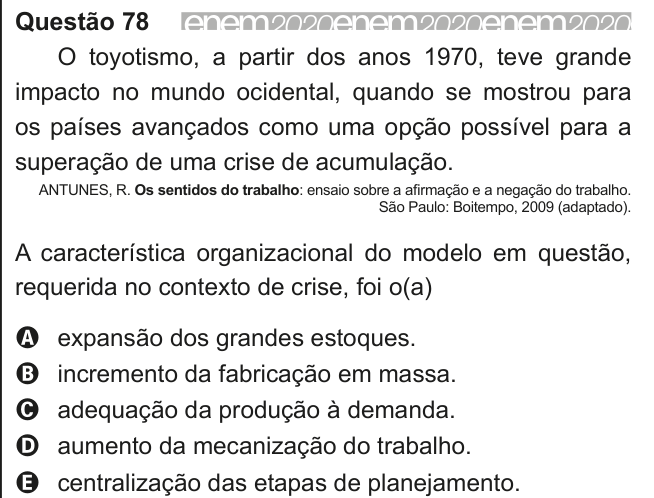 Questão 78 enem2020enem2020enem2020
O toyotismo, a partir dos anos 1970, teve grande
impacto no mundo ocidental, quando se mostrou para
os países avançados como uma opção possível para a
superação de uma crise de acumulação.
ANTUNES, R. Os sentidos do trabalho: ensaio sobre a afirmação e a negação do trabalho.
São Paulo: Boitempo, 2009 (adaptado).
A característica organizacional do modelo em questão,
requerida no contexto de crise, foi o(a)
A expansão dos grandes estoques.
B incremento da fabricação em massa.
C adequação da produção à demanda.
D aumento da mecanização do trabalho.
E centralização das etapas de planejamento.